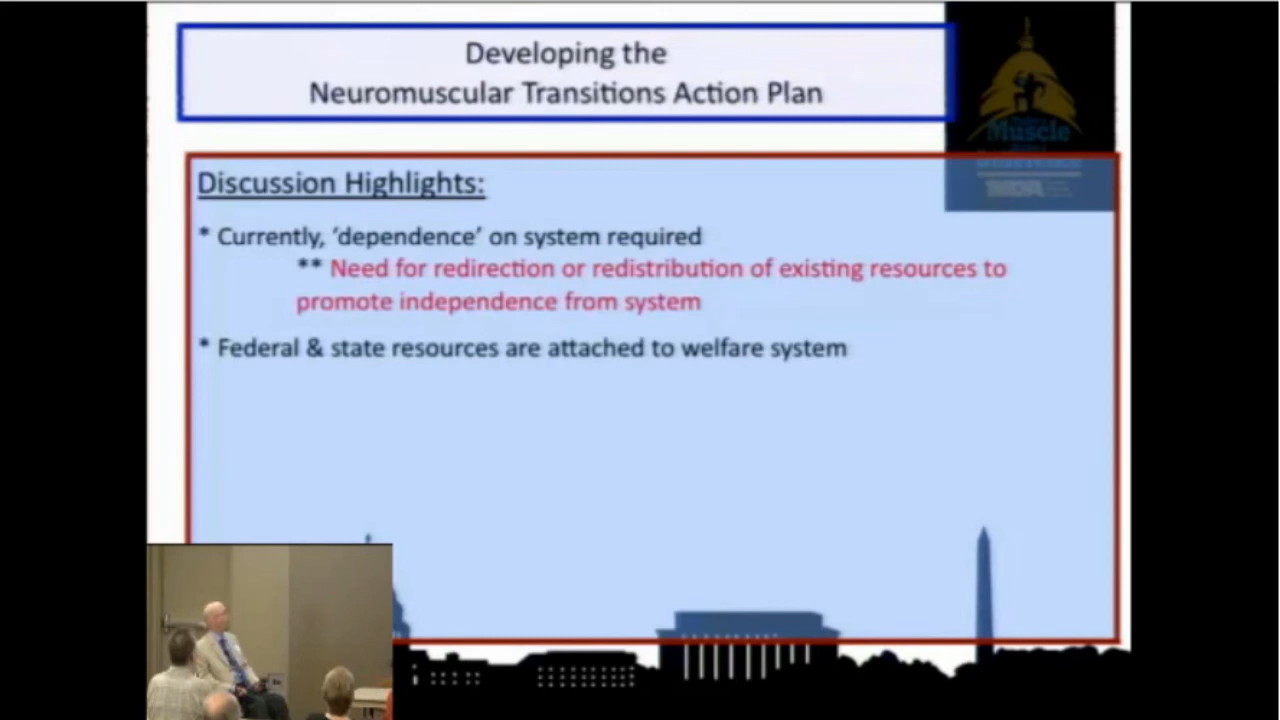 Developing the
Neuromuscular Transitions Action Plan
Muscle
Discussion Highlights:
* Currently, ‘dependence’ on system required
** Need for redirection or redistribution of existing resources to
promote independence from system
* Federal & state resources are attached to welfare system